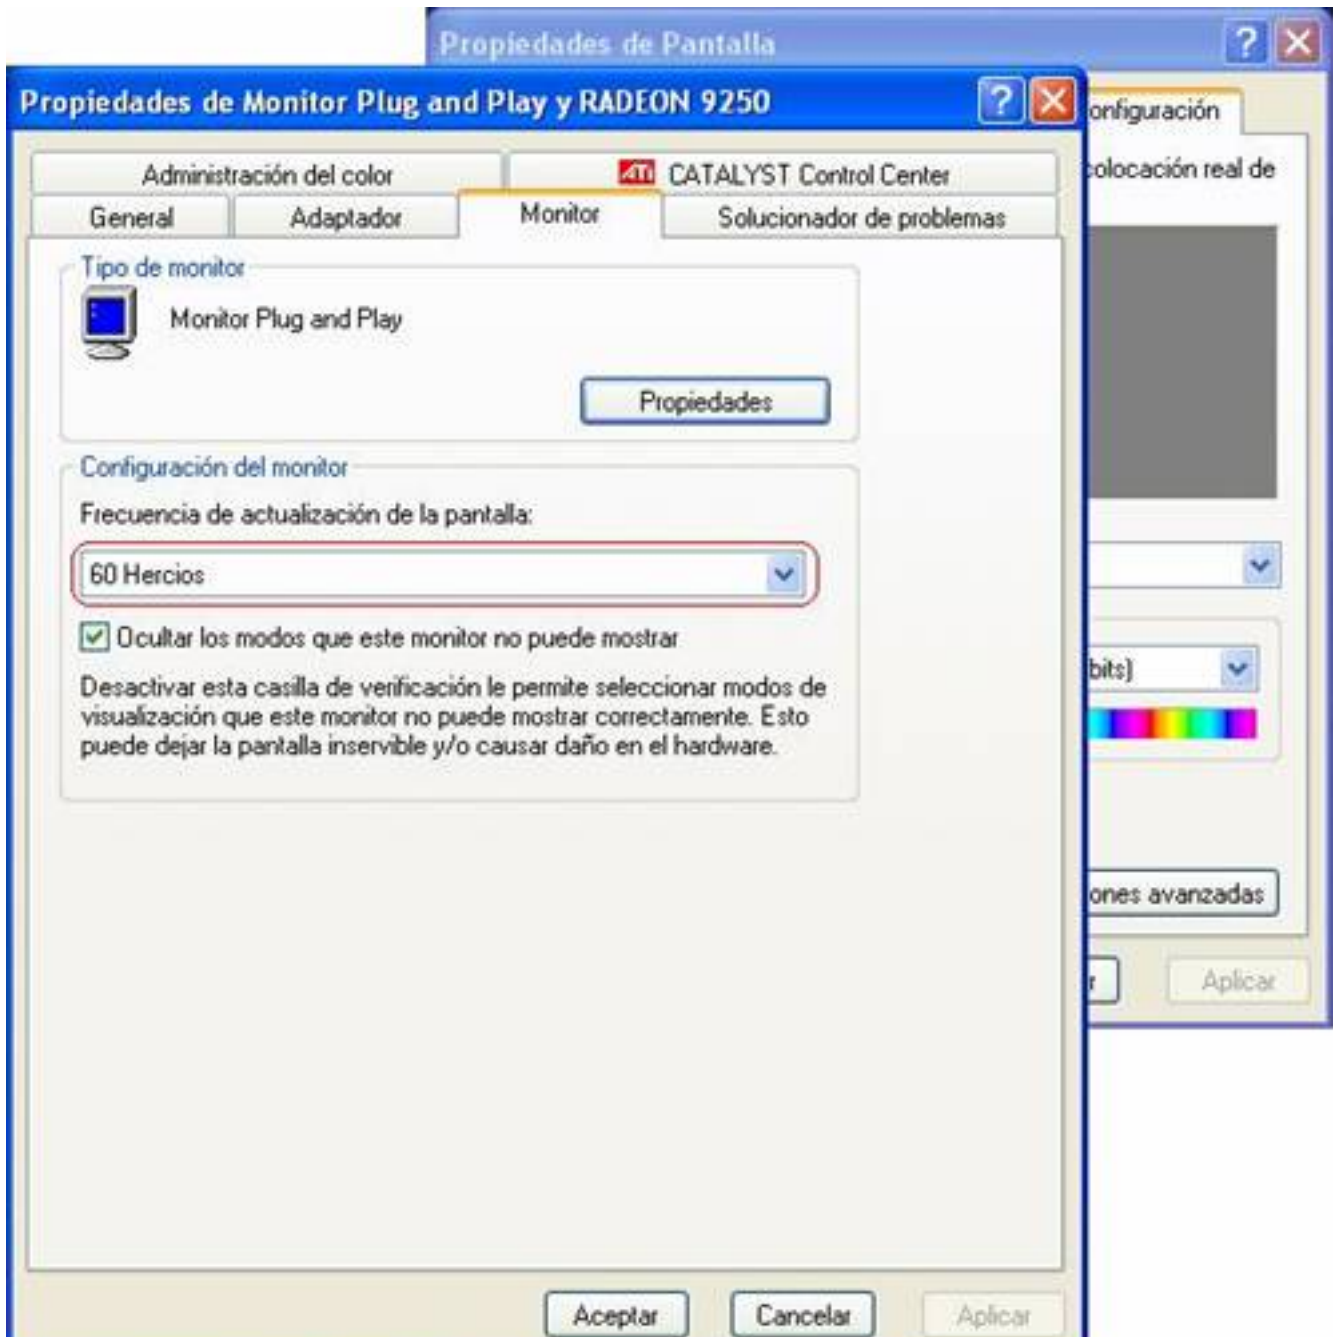 Propiedades de Pantalla
Propiedades de Monitor Plug and Play y RADEON 9250
onfiguración
colocación real de
Administración del color
ATI CATALYST Control Center
General
Adaptador
Monitor
Solucionador de problemas
Tipo de monitor
Monitor Plug and Play
Propiedades
Configuración del monitor
Frecuencia de actualización de la pantalla:
60 Hercios
Ocultar los modos que este monitor no puede mostrar
Desactivar esta casilla de verificación le permite seleccionar modos de
visualización que este monitor no puede mostrar correctamente. Esto
puede dejar la pantalla inservible y/o causar daño en el hardware.
bits)
ones avanzadas
r
Aplicar
Aceptar
Cancelar
Aplicar